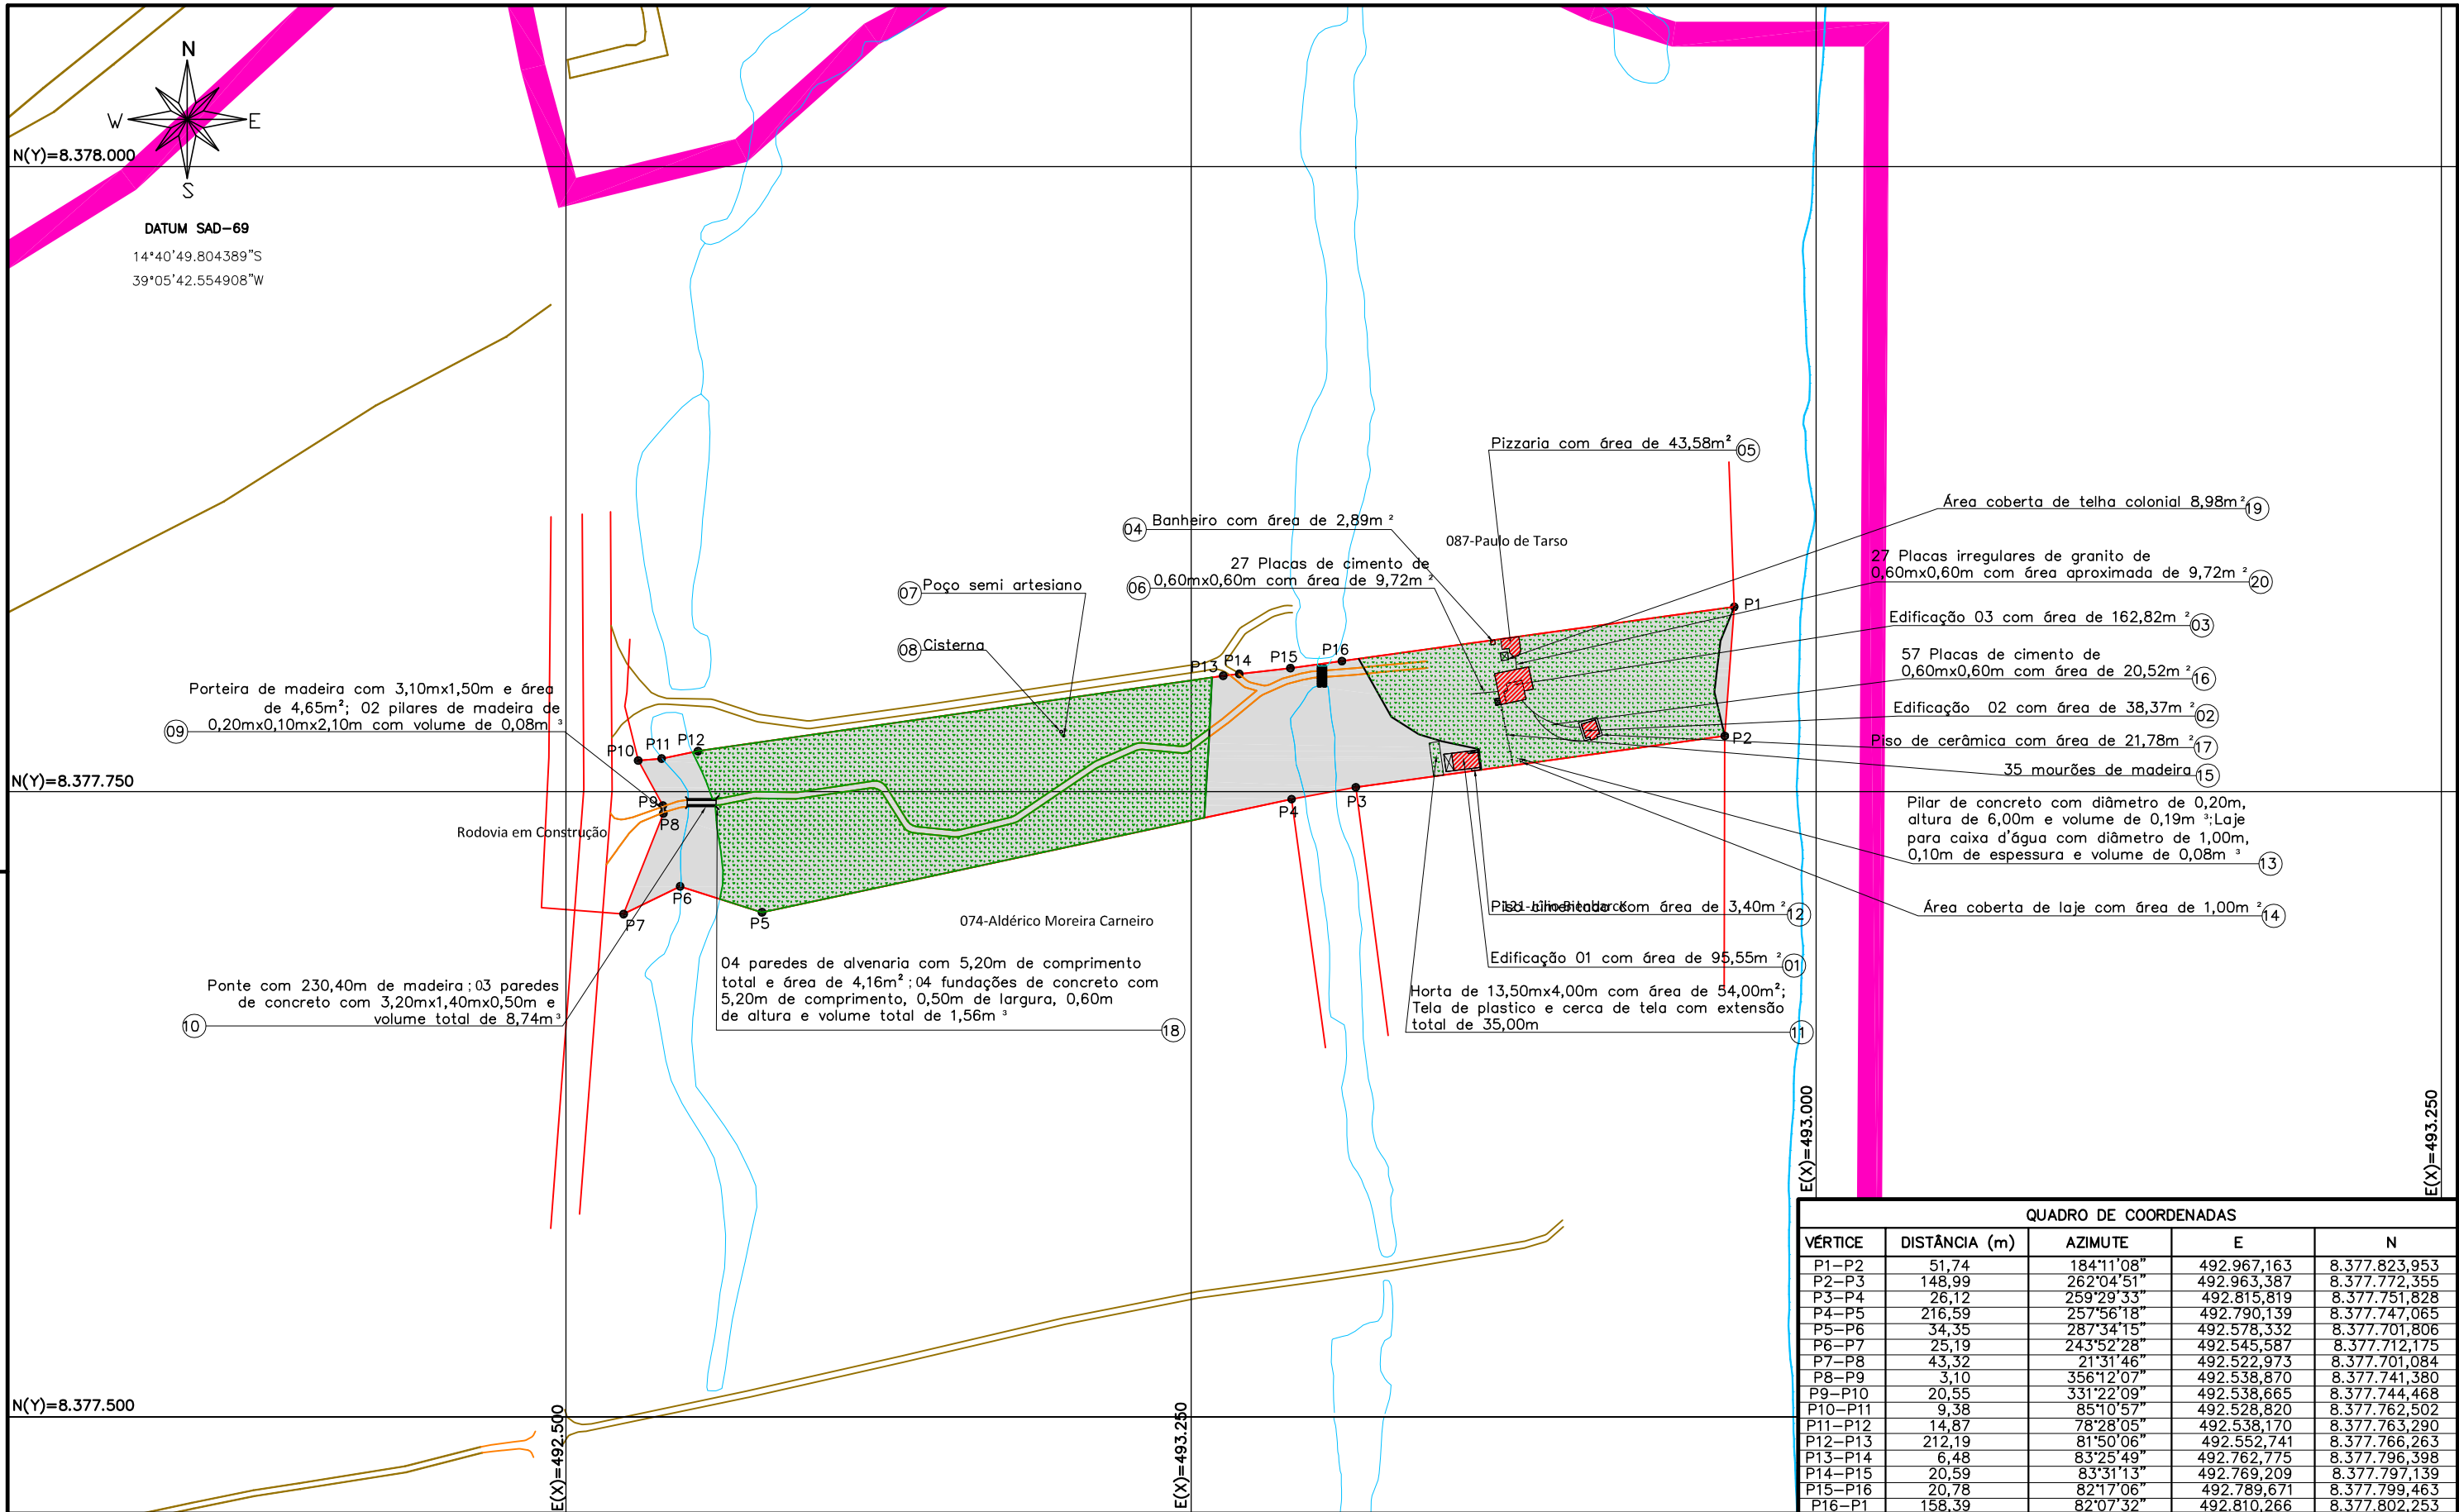 N
W
E
S
N(Y)=8.378.000
DATUM SAD-69
14°40'49.804389"S
39°05'42.554908"W
Pizzaria com área de 43,58m²
05
Área coberta de telha colonial 8,98m²
19
04
Banheiro com área de 2,89m²
087-Paulo de Tarso
27 Placas irregulares de granito de
0,60mx0,60m com área aproximada de 9,72m²
20
27 Placas de cimento de
06
0,60mx0,60m com área de 9,72m²
07
Poço semi artesiano
08
Cisterna
Edificação 03 com área de 162,82m²
03
57 Placas de cimento de
0,60mx0,60m com área de 20,52m²
16
Edificação 02 com área de 38,37m²
02
Piso de cerâmica com área de 21,78m²
17
35 mourões de madeira
15
Pilar de concreto com diâmetro de 0,20m,
altura de 6,00m e volume de 0,19m³;Laje
para caixa d'água com diâmetro de 1,00m,
0,10m de espessura e volume de 0,08m³
13
Área coberta de laje com área de 1,00m²
14
Porteira de madeira com 3,10mx1,50m e área
de 4,65m²; 02 pilares de madeira de
0,20mx0,10mx2,10m com volume de 0,08m³
09
P1
P2
P3
P4
P5
P6
P7
P8
P9
P10
P11
P12
P13
P14
P15
P16
N(Y)=8.377.750
Rodovia em Construção
074-Aldérico Moreira Carneiro
Piso cimentado com área de 3,40m²
12
Edificação 01 com área de 95,55m²
01
Horta de 13,50mx4,00m com área de 54,00m²;
Tela de plastico e cerca de tela com extensão
total de 35,00m
11
04 paredes de alvenaria com 5,20m de comprimento
total e área de 4,16m²;04 fundações de concreto com
5,20m de comprimento, 0,50m de largura, 0,60m
de altura e volume total de 1,56m³
18
Ponte com 230,40m de madeira;03 paredes
de concreto com 3,20mx1,40mx0,50m e
volume total de 8,74m³
10
N(Y)=8.377.500
E(X)=492.500
E(X)=493.250
E(X)=493.000
E(X)=493.250
QUADRO DE COORDENADAS
VÉRTICE DISTÂNCIA (m) AZIMUTE E N
P1-P2 51,74 184°11'08" 492.967,163 8.377.823,953
P2-P3 148,99 262°04'51" 492.963,387 8.377.772,355
P3-P4 26,12 259°29'33" 492.815,819 8.377.751,828
P4-P5 216,59 257°56'18" 492.790,139 8.377.747,065
P5-P6 34,35 287°34'15" 492.578,332 8.377.701,806
P6-P7 25,19 243°52'28" 492.545,587 8.377.712,175
P7-P8 43,32 21°31'46" 492.522,973 8.377.701,084
P8-P9 3,10 356°12'07" 492.538,870 8.377.741,380
P9-P10 20,55 331°22'09" 492.538,665 8.377.744,468
P10-P11 9,38 85°10'57" 492.528,820 8.377.762,502
P11-P12 14,87 78°28'05" 492.538,170 8.377.763,290
P12-P13 212,19 81°50'06" 492.552,741 8.377.766,263
P13-P14 6,48 83°25'49" 492.762,775 8.377.796,398
P14-P15 20,59 83°31'13" 492.769,209 8.377.797,139
P15-P16 20,78 82°17'06" 492.789,671 8.377.799,463
P16-P1 158,39 82°07'32" 492.810,266 8.377.802,253